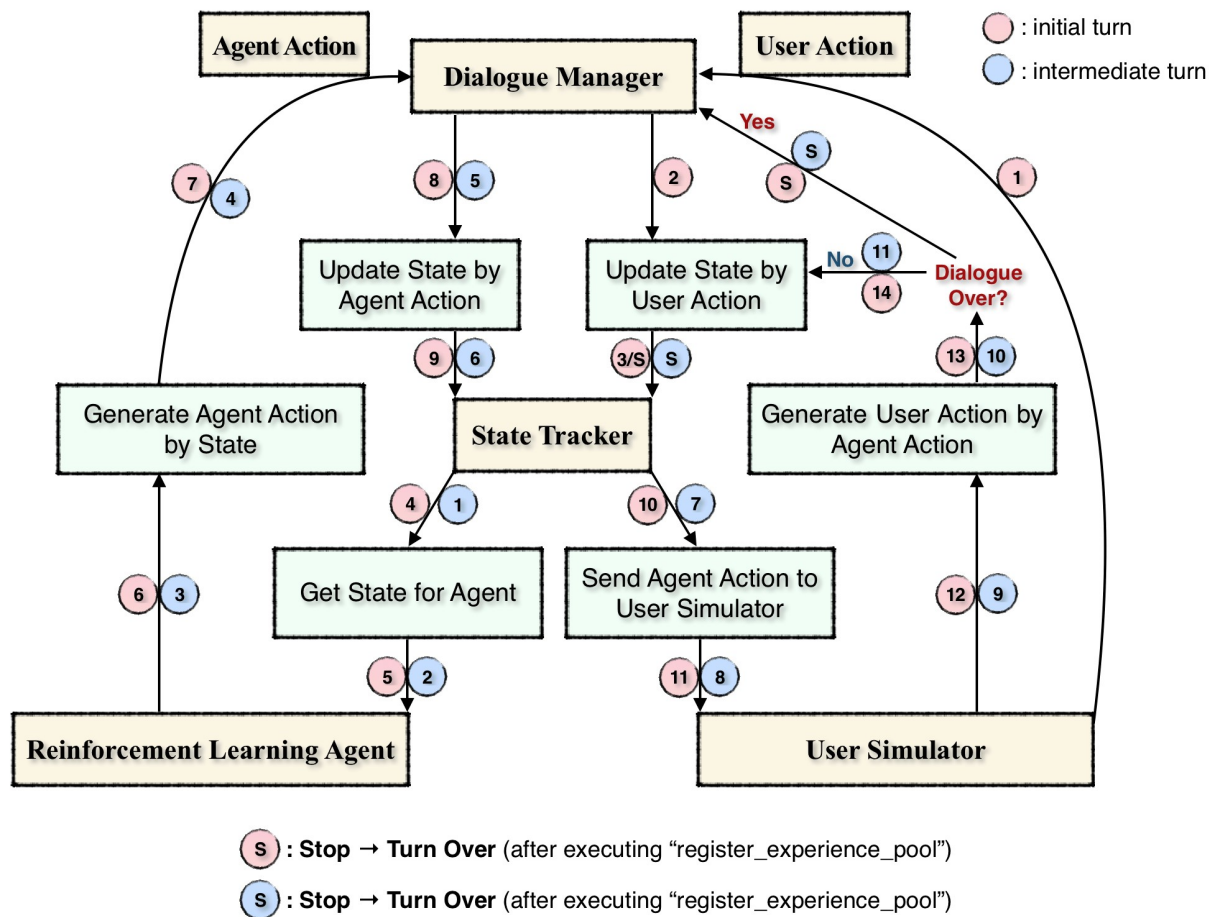 Agent Action
User Action
: initial turn
: intermediate turn
Dialogue Manager
Yes
S
S
7
4
8
5
2
1
Update State by
Agent Action
Update State by
User Action
No
11
14
Dialogue
Over?
9
6
3/S
S
13
10
Generate Agent Action
by State
State Tracker
Generate User Action by
Agent Action
4
1
10
7
6
3
Get State for Agent
Send Agent Action to
User Simulator
12
9
5
2
11
8
Reinforcement Learning Agent
User Simulator
S : Stop → Turn Over (after executing “register_experience_pool”)
S : Stop → Turn Over (after executing “register_experience_pool”)